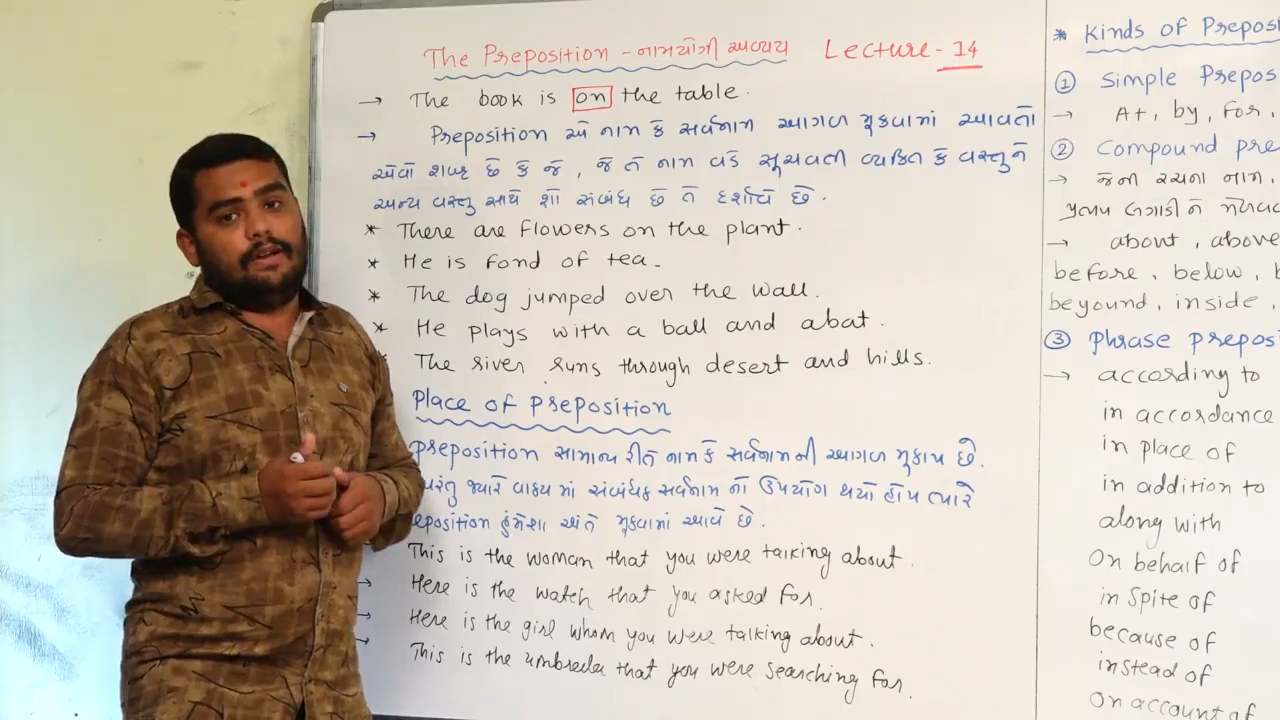 The Preposition - નામયોગી અવ્યય Lecture - 14
→ The book is on the table.
→ Preposition એ નામ કે સર્વનામ આગળ મૂકવામાં આવતો
એવો શબ્દ છે કે જે, જે તે નામ વડે સૂચવતી વ્યકિત કે વસ્તુને
અન્ય વસ્તુ સાથે શો સંબંધ છે તે દર્શાવે છે.
* There are flowers on the plant.
* He is fond of tea.
* The dog jumped over the wall.
* He plays with a ball and abat.
* The river runs through desert and hills.
Place of preposition
preposition સામાન્ય રીતે નામ કે સર્વનામ ની આગળ મૂકાય છે.
પરંતુ જ્યારે વાક્ય માં સંબંધક સર્વનામ નો ઉપયોગ થયો હોય ત્યારે
eposition હંમેશા અંતે મૂકવામાં આવે છે.
This is the woman that you were talking about.
→ Here is the watch that you asked for.
→ Here is the girl whom you were talking about.
→ This is the umbrella that you were searching for.
* Kinds of Preposi
① Simple Prepos
→ At, by, for,
② Compound pre
→ જેની રચના નામ,
પૂર્વગ લગાડી ને મેળવ
→ about, above
before, below, b
beyound, inside,
③ phrase prepos
→ according to
in accordance
in place of
in addition to
along with
On behalf of
in spite of
because of
instead of
on account of